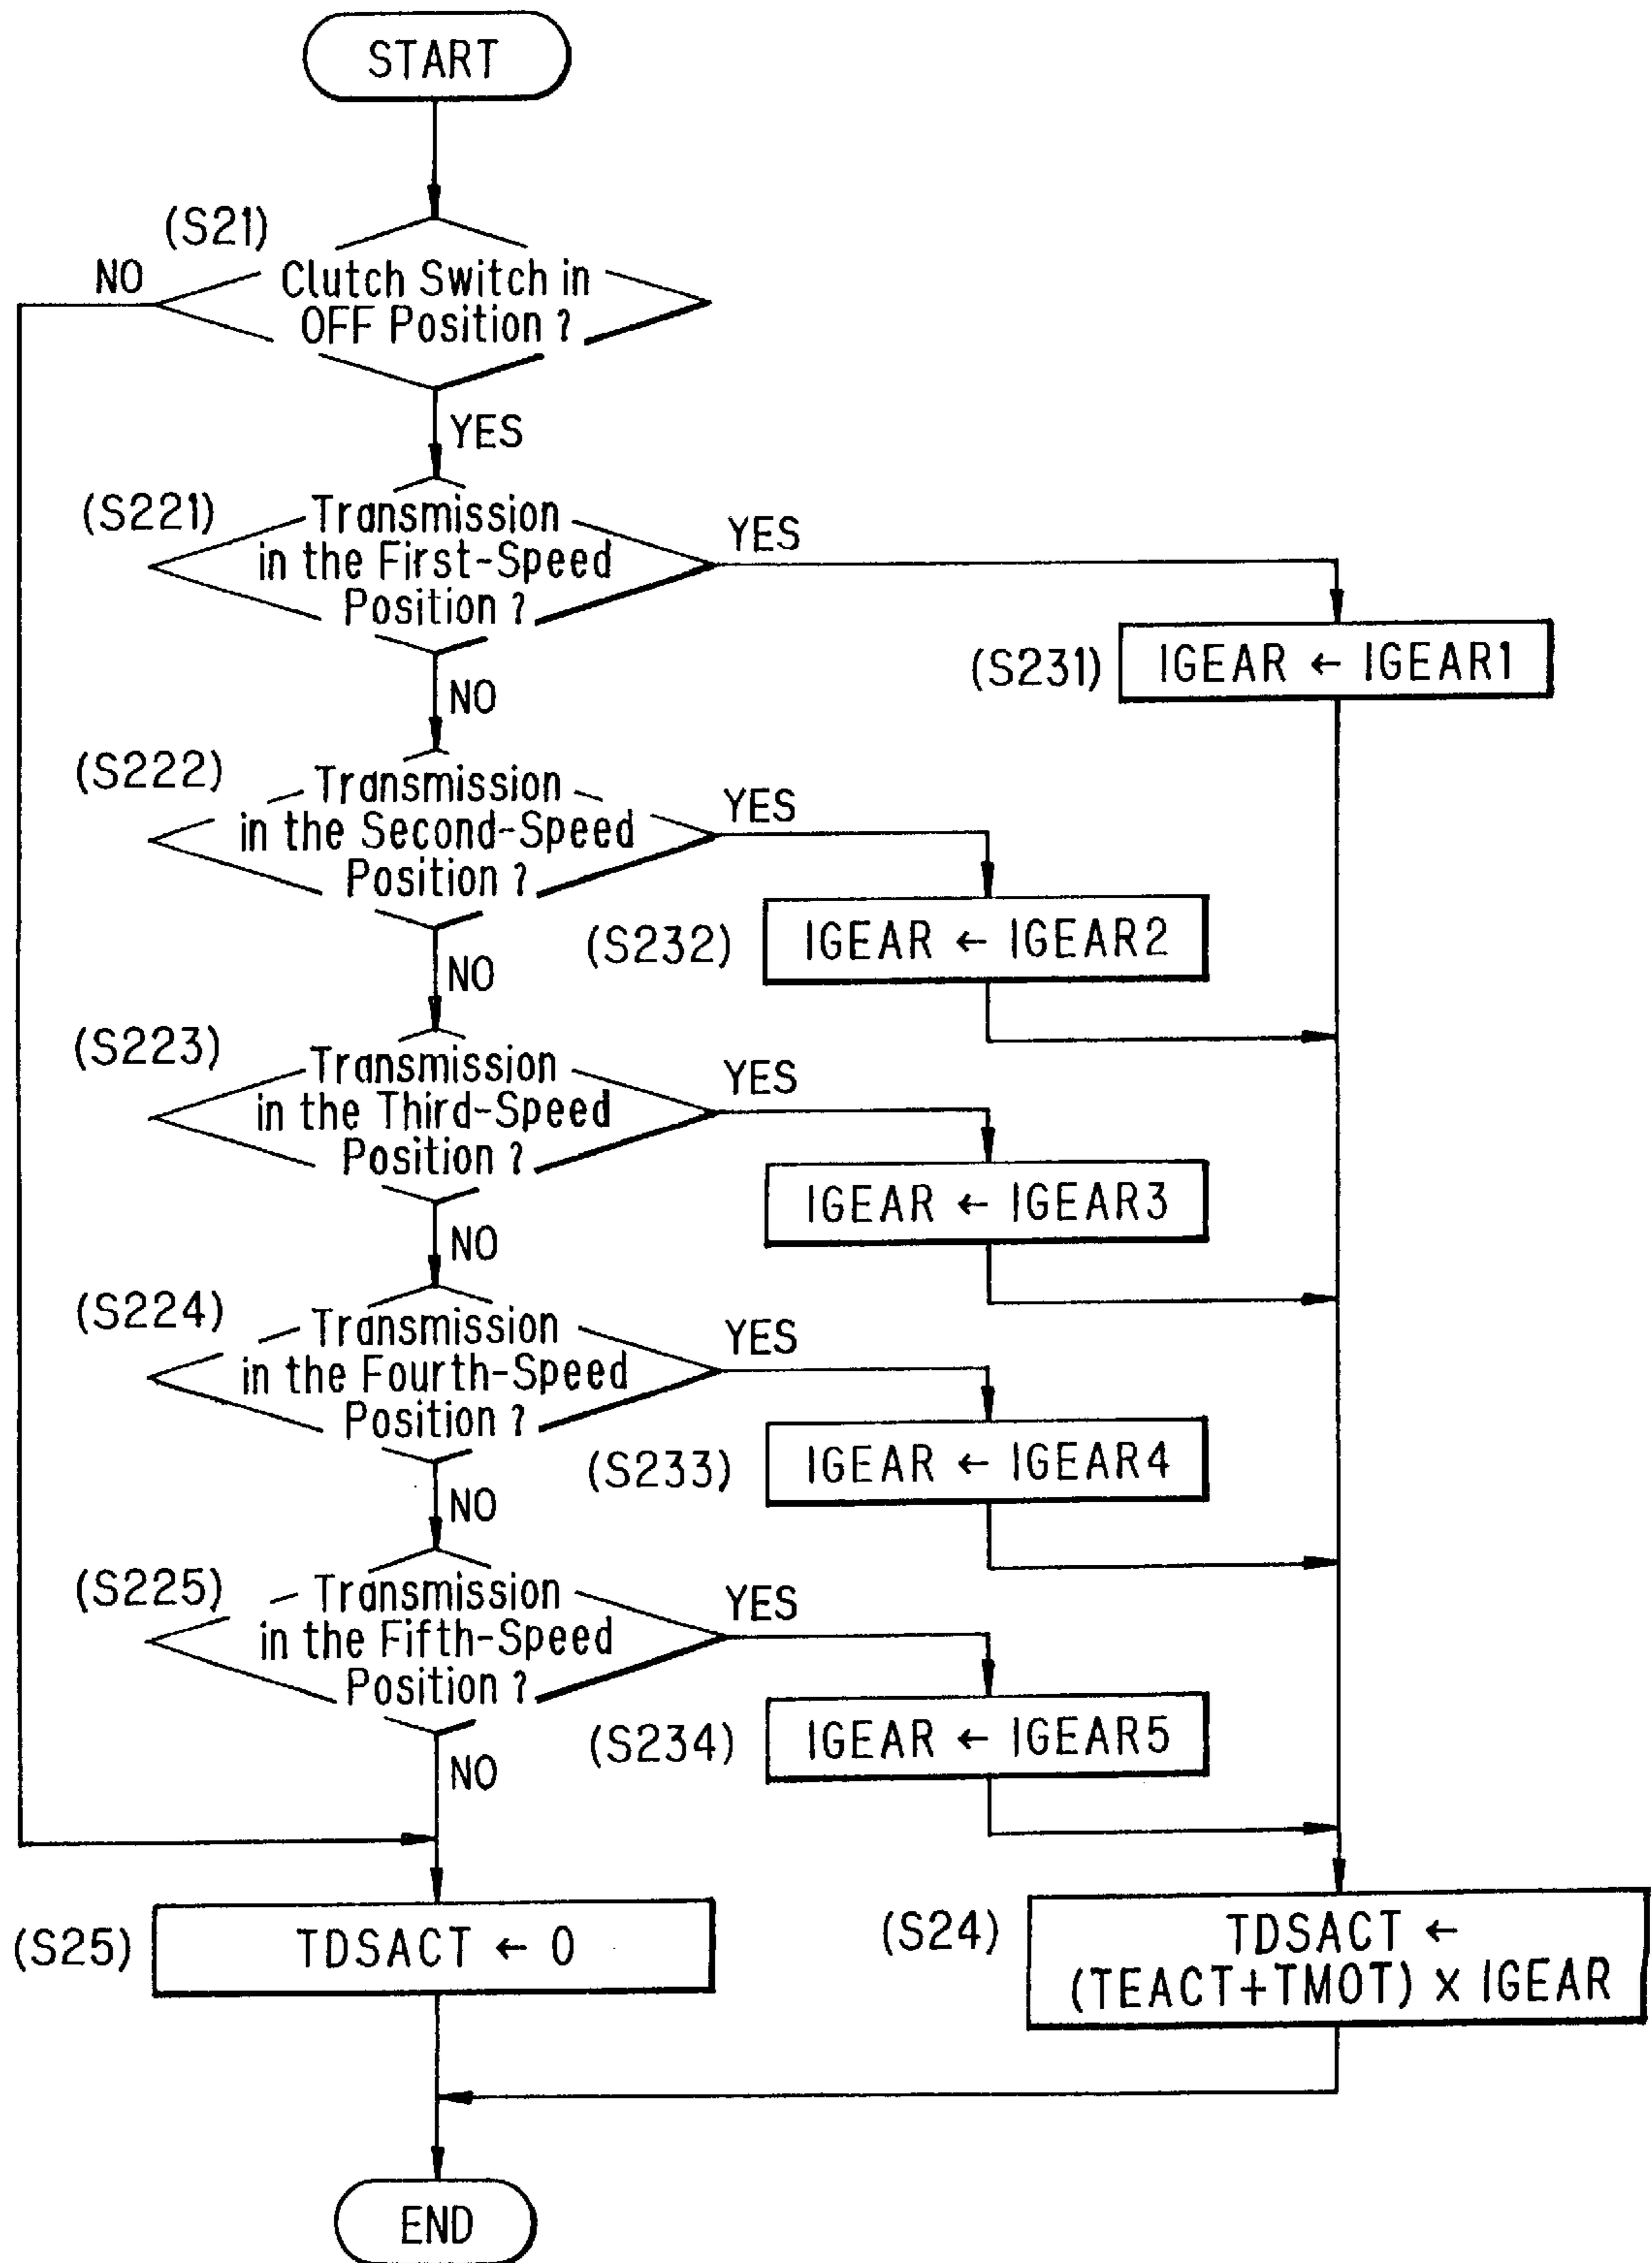 START
(S21)
NO
Clutch Switch in
OFF Position ?
YES
(S221)
Transmission
in the First-Speed
Position ?
YES
(S231)
IGEAR ← IGEAR1
NO
(S222)
Transmission
in the Second-Speed
Position ?
YES
(S232)
IGEAR ← IGEAR2
NO
(S223)
Transmission
in the Third-Speed
Position ?
YES
IGEAR ← IGEAR3
NO
(S224)
Transmission
in the Fourth-Speed
Position ?
YES
(S233)
IGEAR ← IGEAR4
NO
(S225)
Transmission
in the Fifth-Speed
Position ?
YES
(S234)
IGEAR ← IGEAR5
NO
(S25)
TDSACT ← 0
(S24)
TDSACT ←
(TEACT+TMOT) × IGEAR
END